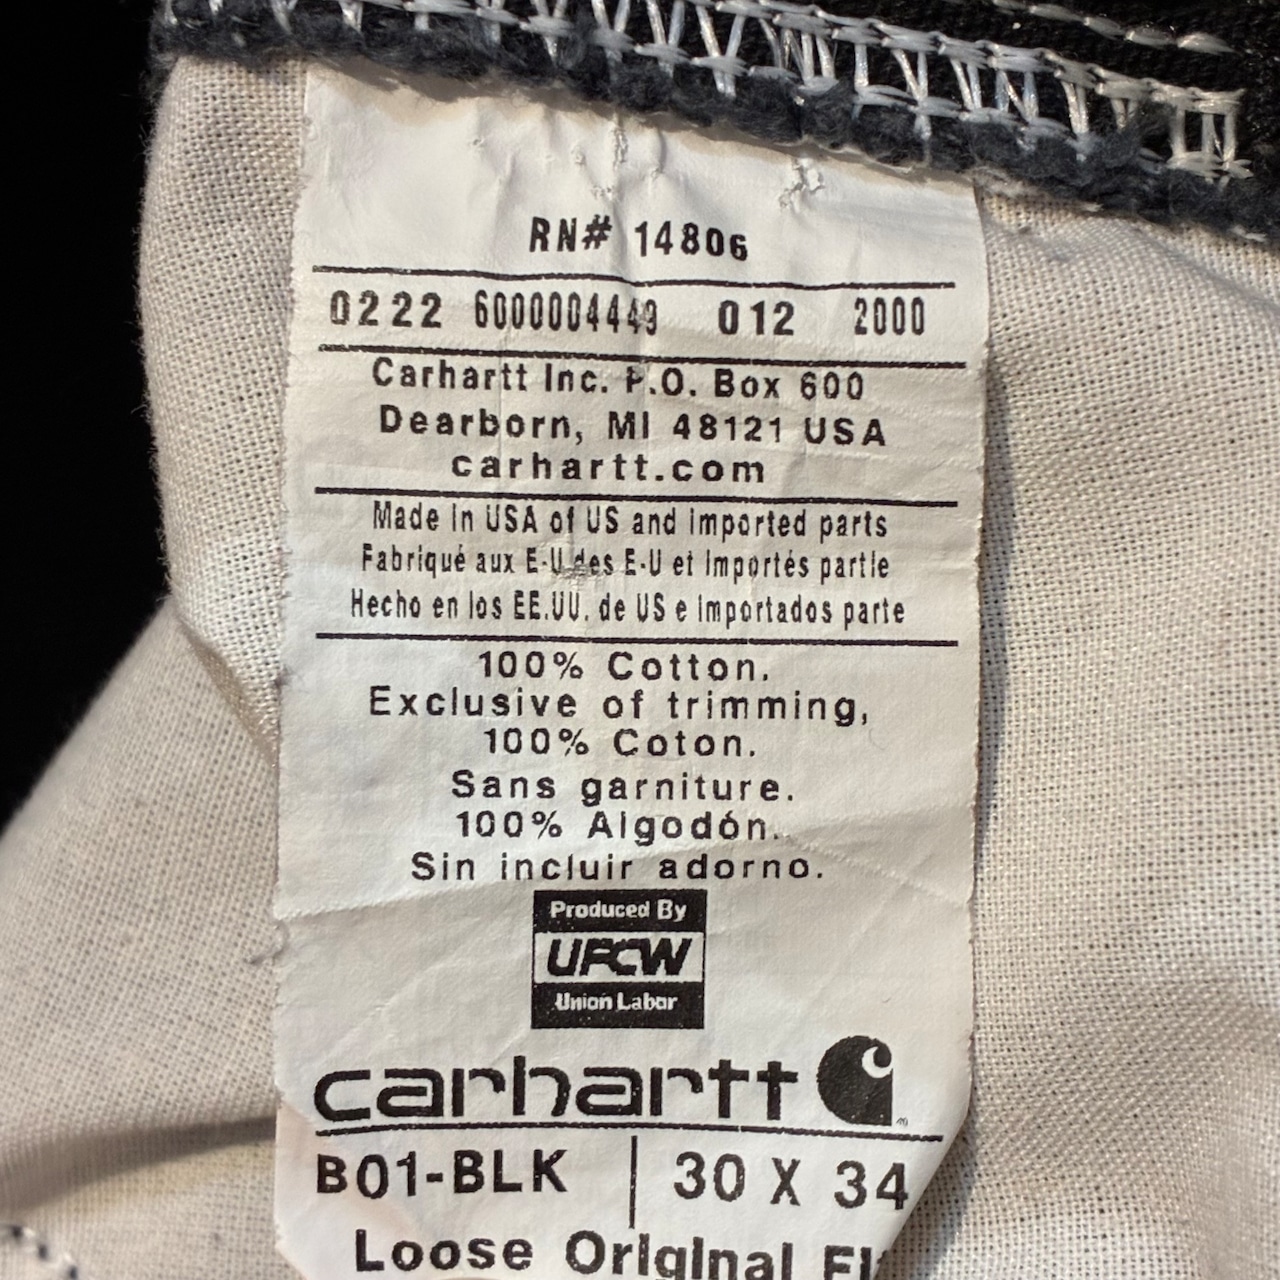 RN# 14806
0222 6000004449 012 2000
Carhartt Inc. P.O. Box 600
Dearborn, MI 48121 USA
carhartt.com
Made in USA of US and imported parts
Fabriqué aux E-U des E-U et importés partie
Hecho en los EE.UU. de US e importados parte
100% Cotton.
Exclusive of trimming,
100% Coton.
Sans garniture.
100% Algodón.
Sin incluir adorno.
Produced By
UFCW
Union Labor
carhartt
B01-BLK | 30 X 34
Loose Original